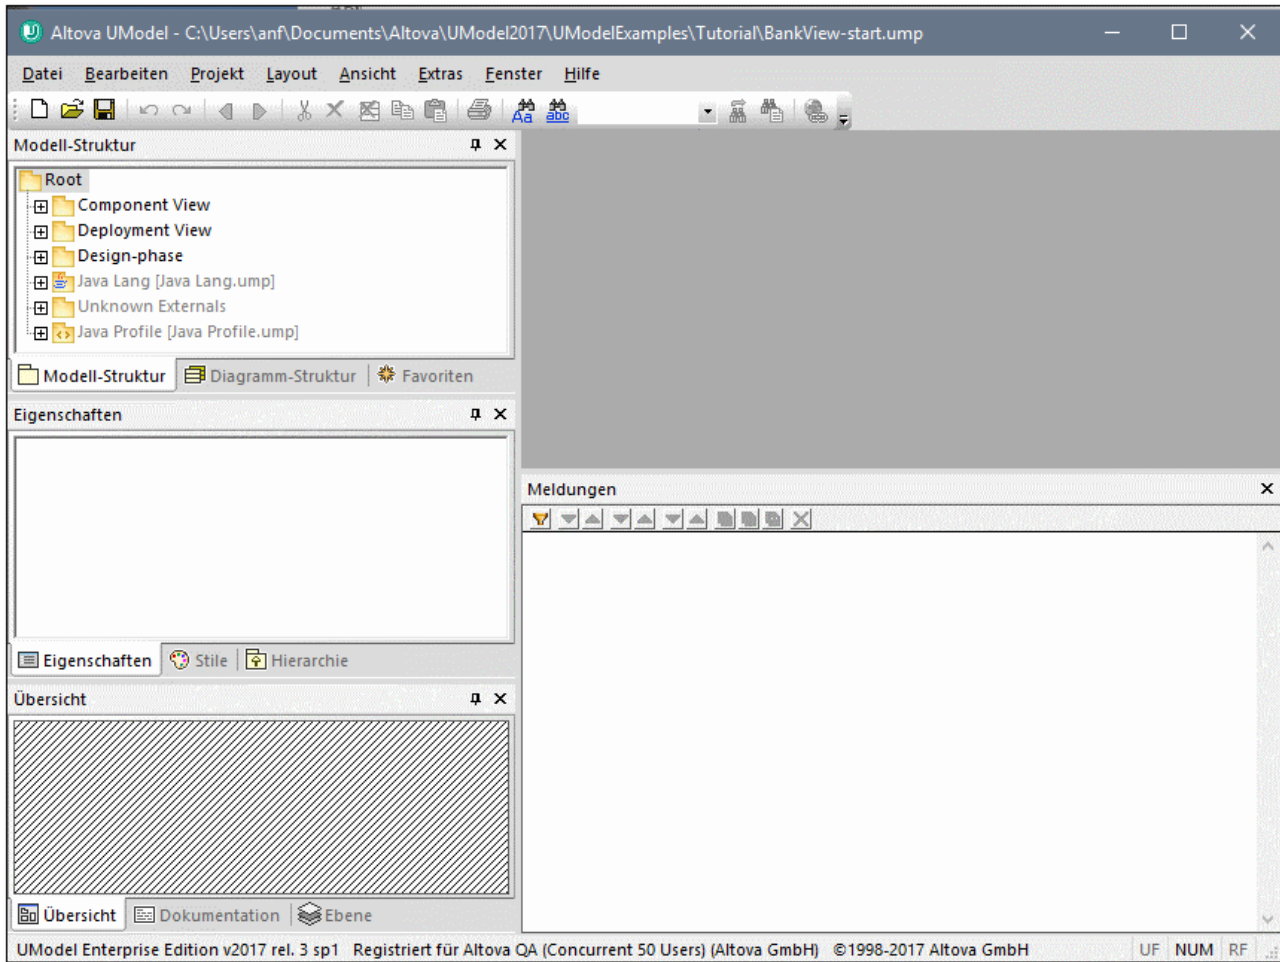 Altova UModel - C:\Users\anf\Documents\Altova\UModel2017\UModelExamples\Tutorial\BankView-start.ump
Datei Bearbeiten Projekt Layout Ansicht Extras Fenster Hilfe
Aa abc
Modell-Struktur
Root
Component View
Deployment View
Design-phase
Java Lang [Java Lang.ump]
Unknown Externals
Java Profile [Java Profile.ump]
Modell-Struktur Diagramm-Struktur Favoriten
Eigenschaften
Eigenschaften Stile Hierarchie
Übersicht
Übersicht Dokumentation Ebene
Meldungen
UModel Enterprise Edition v2017 rel. 3 sp1 Registriert für Altova QA (Concurrent 50 Users) (Altova GmbH) ©1998-2017 Altova GmbH UF NUM RF